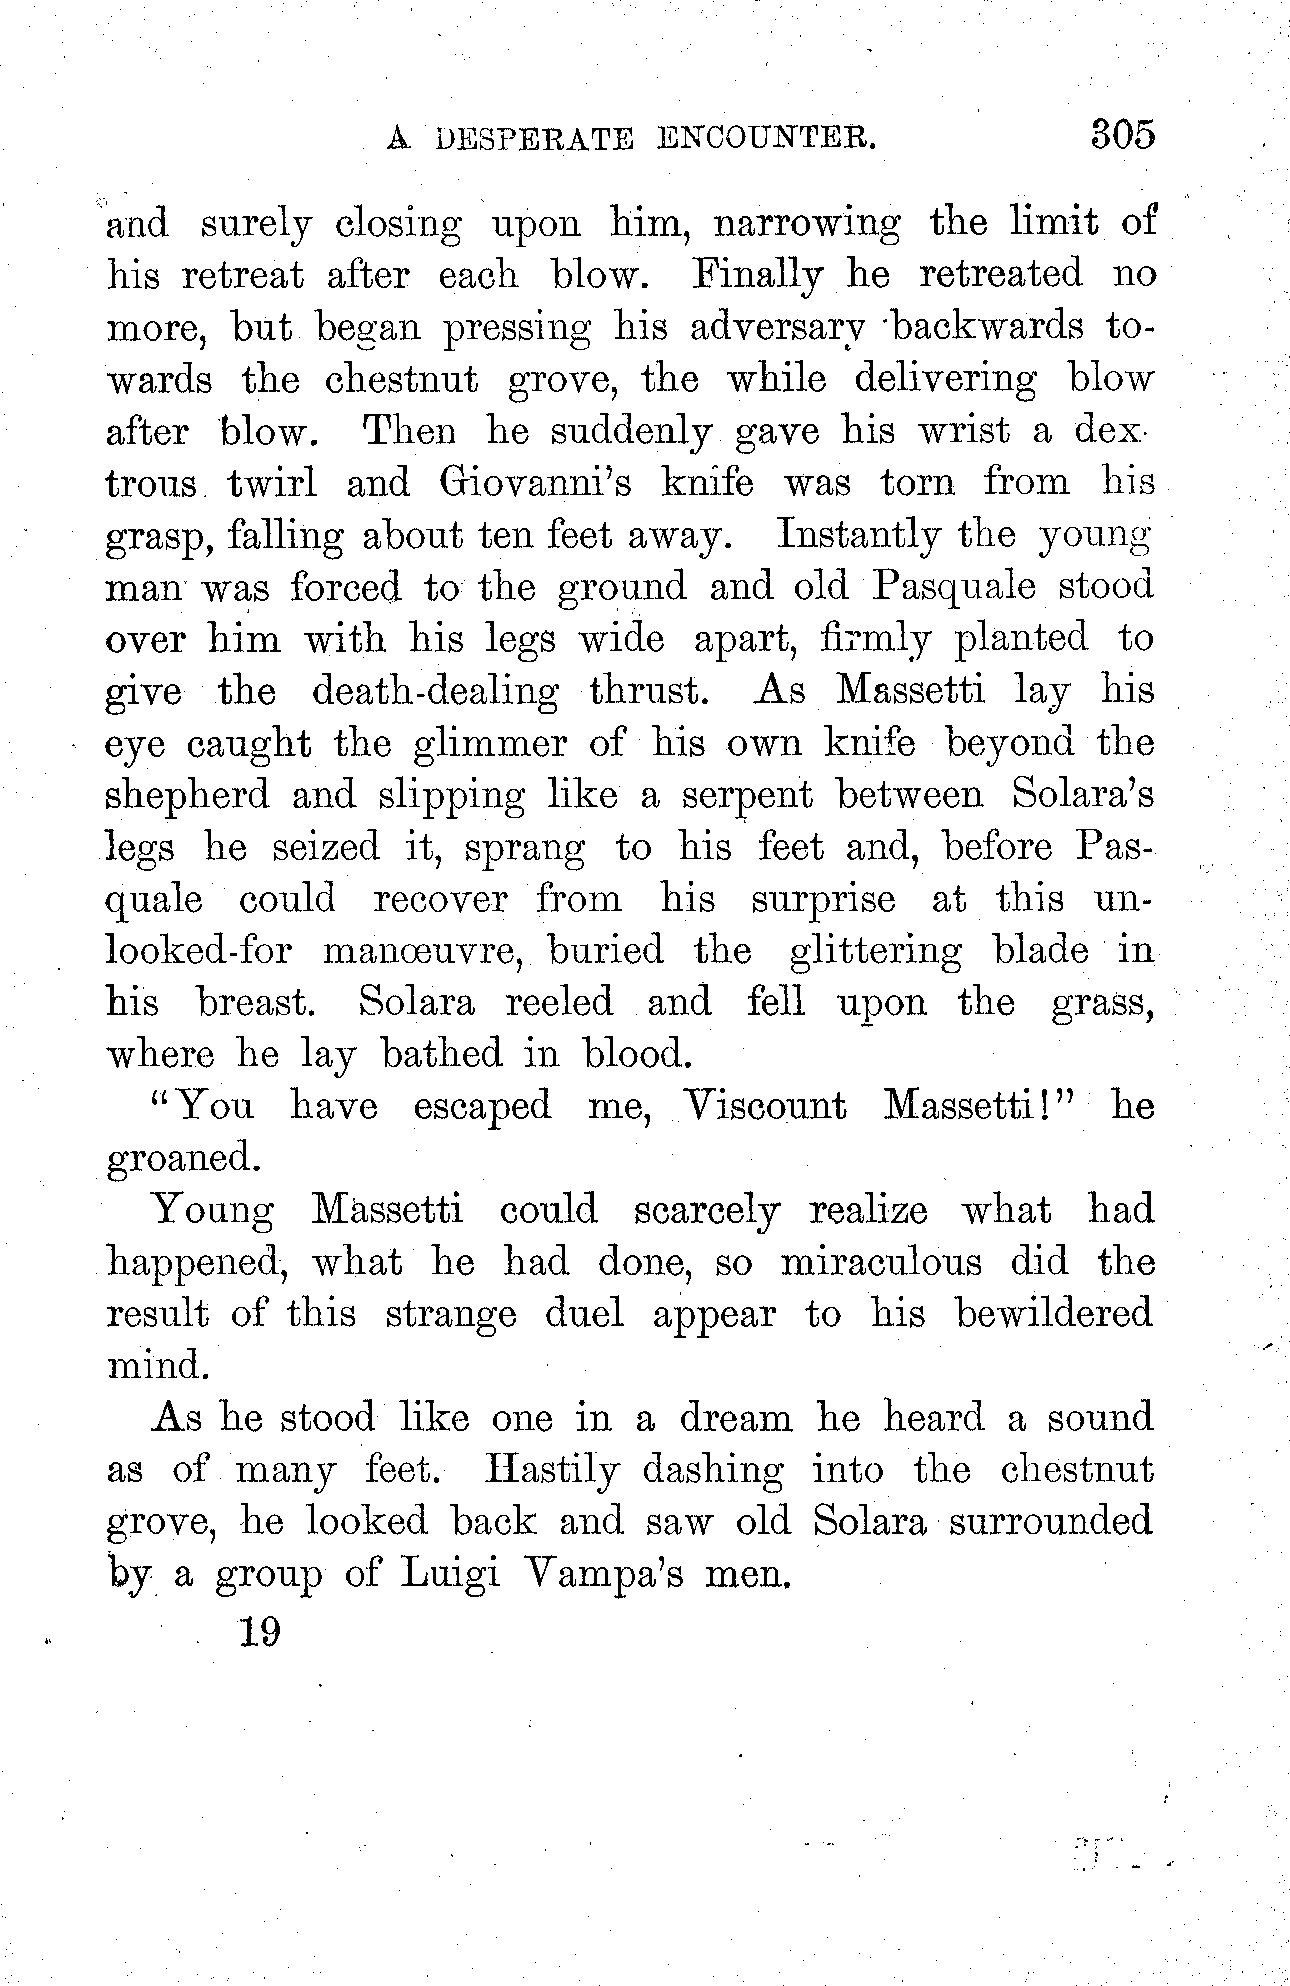 A DESPERATE ENCOUNTER. 305
and surely closing upon him, narrowing the limit of
his retreat after each blow. Finally he retreated no
more, but began pressing his adversary backwards to-
wards the chestnut grove, the while delivering blow
after blow. Then he suddenly gave his wrist a dex-
trous twirl and Giovanni's knife was torn from his
grasp, falling about ten feet away. Instantly the young
man was forced to the ground and old Pasquale stood
over him with his legs wide apart, firmly planted to
give the death-dealing thrust. As Massetti lay his
eye caught the glimmer of his own knife beyond the
shepherd and slipping like a serpent between Solara's
legs he seized it, sprang to his feet and, before Pas-
quale could recover from his surprise at this un-
looked-for manœuvre, buried the glittering blade in
his breast. Solara reeled and fell upon the grass,
where he lay bathed in blood.
"You have escaped me, Viscount Massetti!" he
groaned.
Young Massetti could scarcely realize what had
happened, what he had done, so miraculous did the
result of this strange duel appear to his bewildered
mind.
As he stood like one in a dream he heard a sound
as of many feet. Hastily dashing into the chestnut
grove, he looked back and saw old Solara surrounded
by a group of Luigi Vampa's men.
19